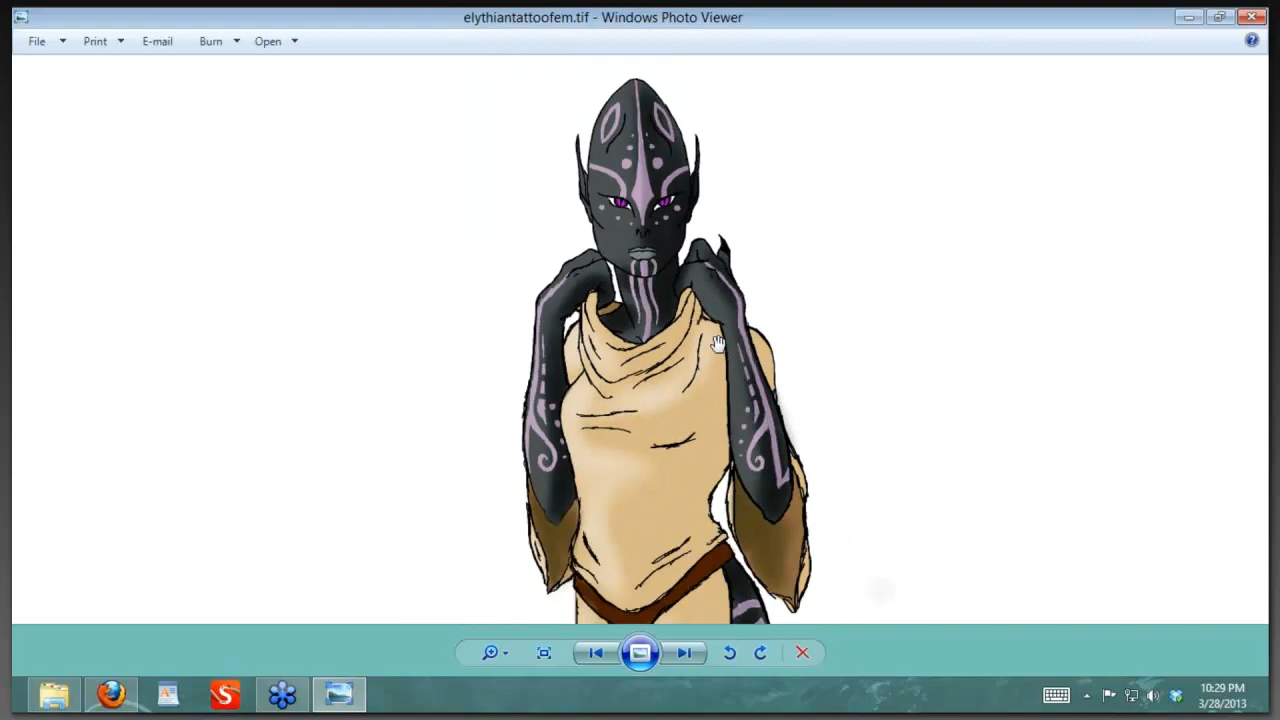 elythiantattoofem.tif - Windows Photo Viewer
File Print E-mail Burn Open
10:29 PM
3/28/2013